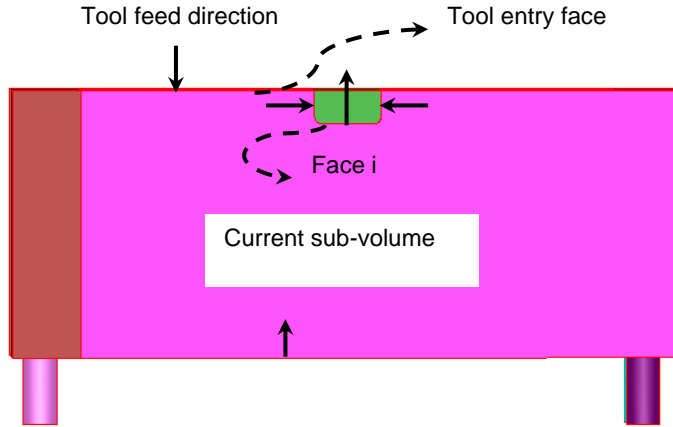 Tool feed direction
Tool entry face
Face i
Current sub-volume